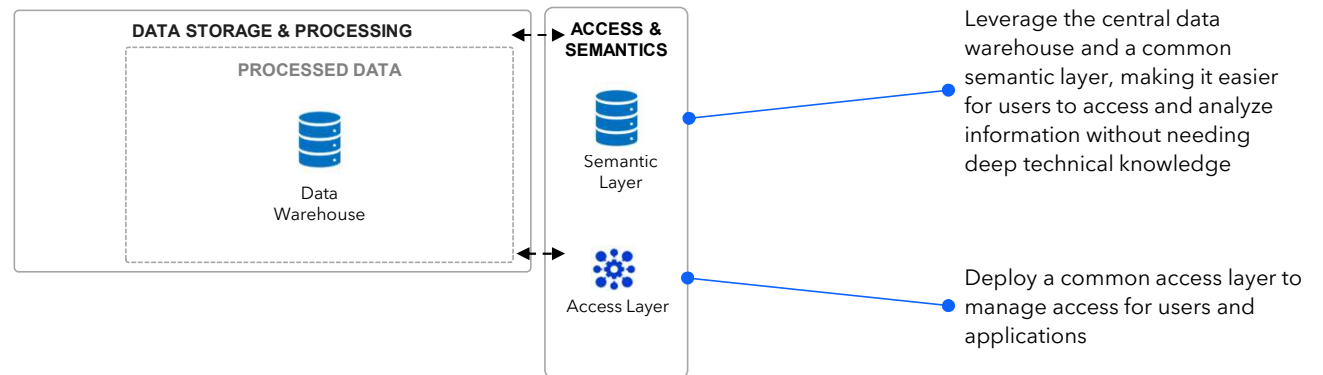 DATA STORAGE & PROCESSING
PROCESSED DATA
Data
Warehouse
ACCESS &
SEMANTICS
Semantic
Layer
Access Layer
Leverage the central data
warehouse and a common
semantic layer, making it easier
for users to access and analyze
information without needing
deep technical knowledge
Deploy a common access layer to
manage access for users and
applications